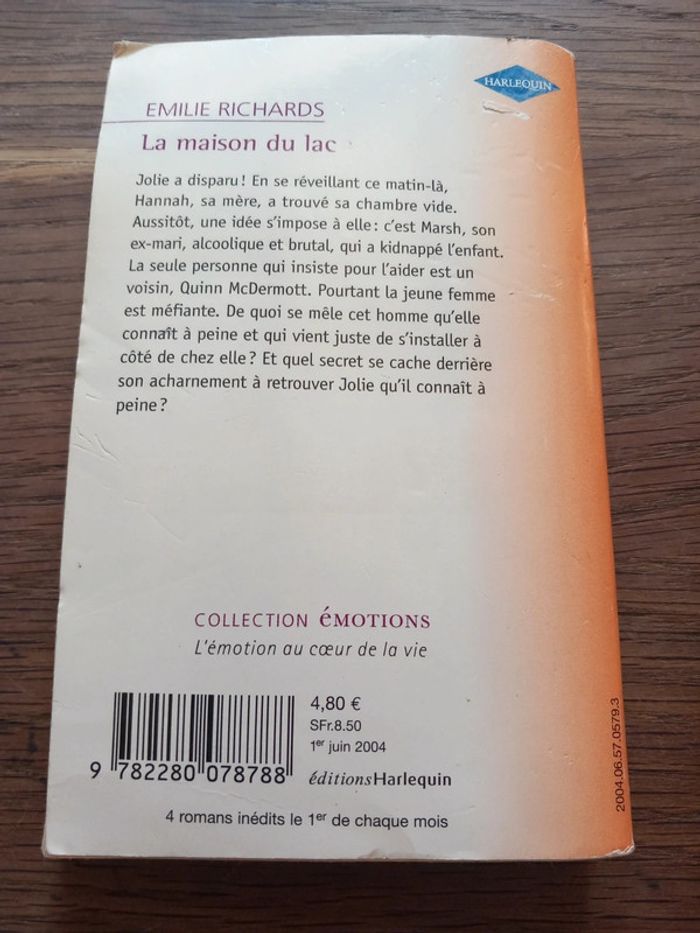 HARLEQUIN
EMILIE RICHARDS
La maison du lac
Jolie a disparu ! En se réveillant ce matin-là,
Hannah, sa mère, a trouvé sa chambre vide.
Aussitôt, une idée s'impose à elle : c'est Marsh, son
ex-mari, alcoolique et brutal, qui a kidnappé l'enfant.
La seule personne qui insiste pour l'aider est un
voisin, Quinn McDermott. Pourtant la jeune femme
est méfiante. De quoi se mêle cet homme qu'elle
connaît à peine et qui vient juste de s'installer à
côté de chez elle ? Et quel secret se cache derrière
son acharnement à retrouver Jolie qu'il connaît à
peine ?
COLLECTION éMOTIONS
L'émotion au cœur de la vie
4,80 €
SFr.8.50
1er juin 2004
9 782280 078788
éditionsHarlequin
4 romans inédits le 1er de chaque mois
2004.06.57.0579.3